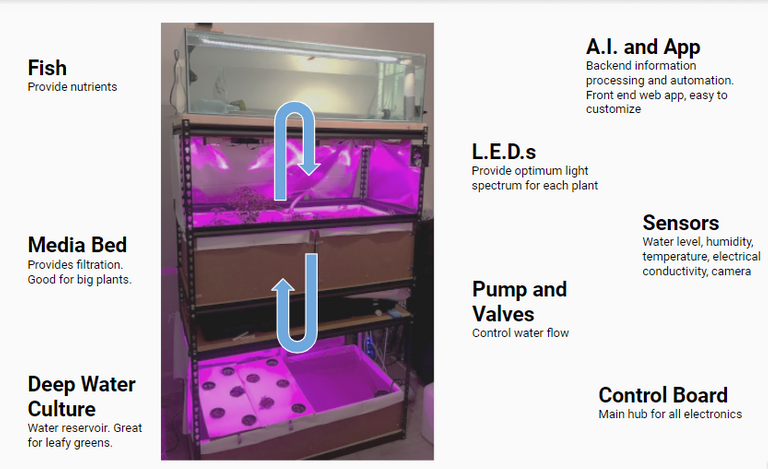 Fish
Provide nutrients
A.I. and App
Backend information
processing and automation.
Front end web app, easy to
customize
L.E.D.s
Provide optimum light
spectrum for each plant
Sensors
Water level, humidity,
temperature, electrical
conductivity, camera
Media Bed
Provides filtration.
Good for big plants.
Pump and
Valves
Control water flow
Deep Water
Culture
Water reservoir. Great
for leafy greens.
Control Board
Main hub for all electronics